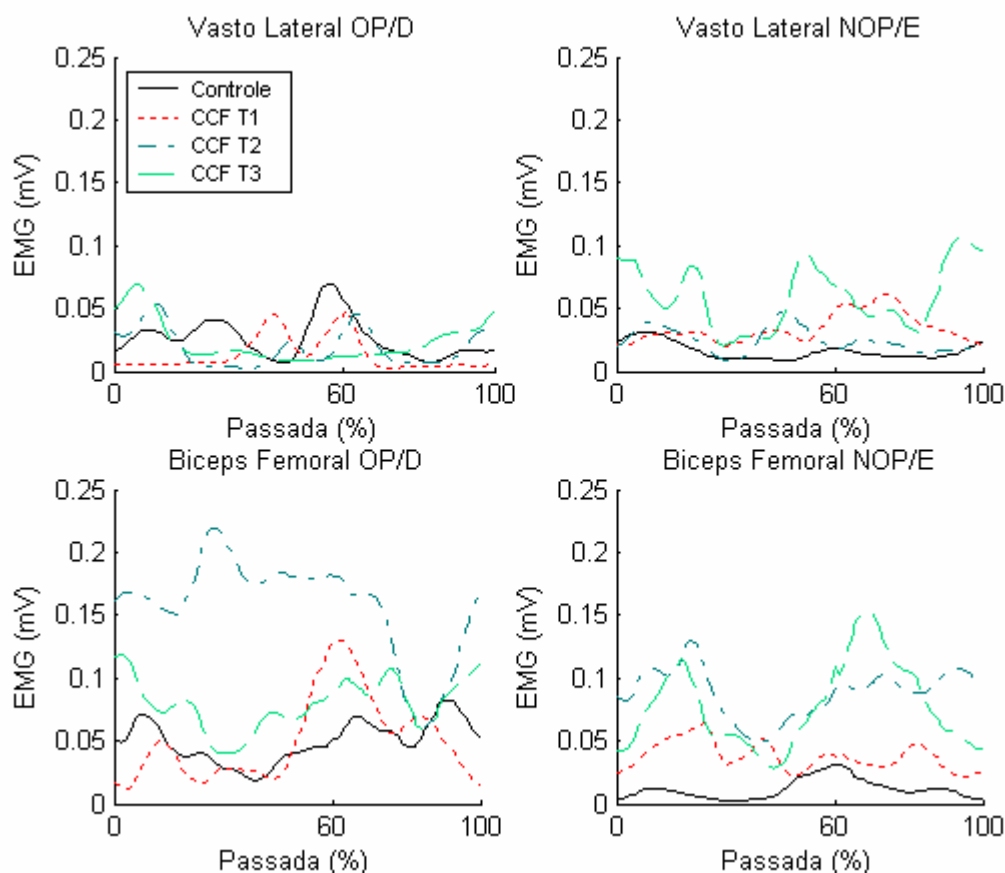 Vasto Lateral OP/D
Vasto Lateral NOP/E
0.25
0.2
0.15
0.1
0.05
0
EMG (mV)
Controle
CCF T1
CCF T2
CCF T3
0
60
100
Passada (%)
0.25
0.2
0.15
0.1
0.05
0
EMG (mV)
0
60
100
Passada (%)
Biceps Femoral OP/D
Biceps Femoral NOP/E
0.25
0.2
0.15
0.1
0.05
0
EMG (mV)
0
60
100
Passada (%)
0.25
0.2
0.15
0.1
0.05
0
EMG (mV)
0
60
100
Passada (%)